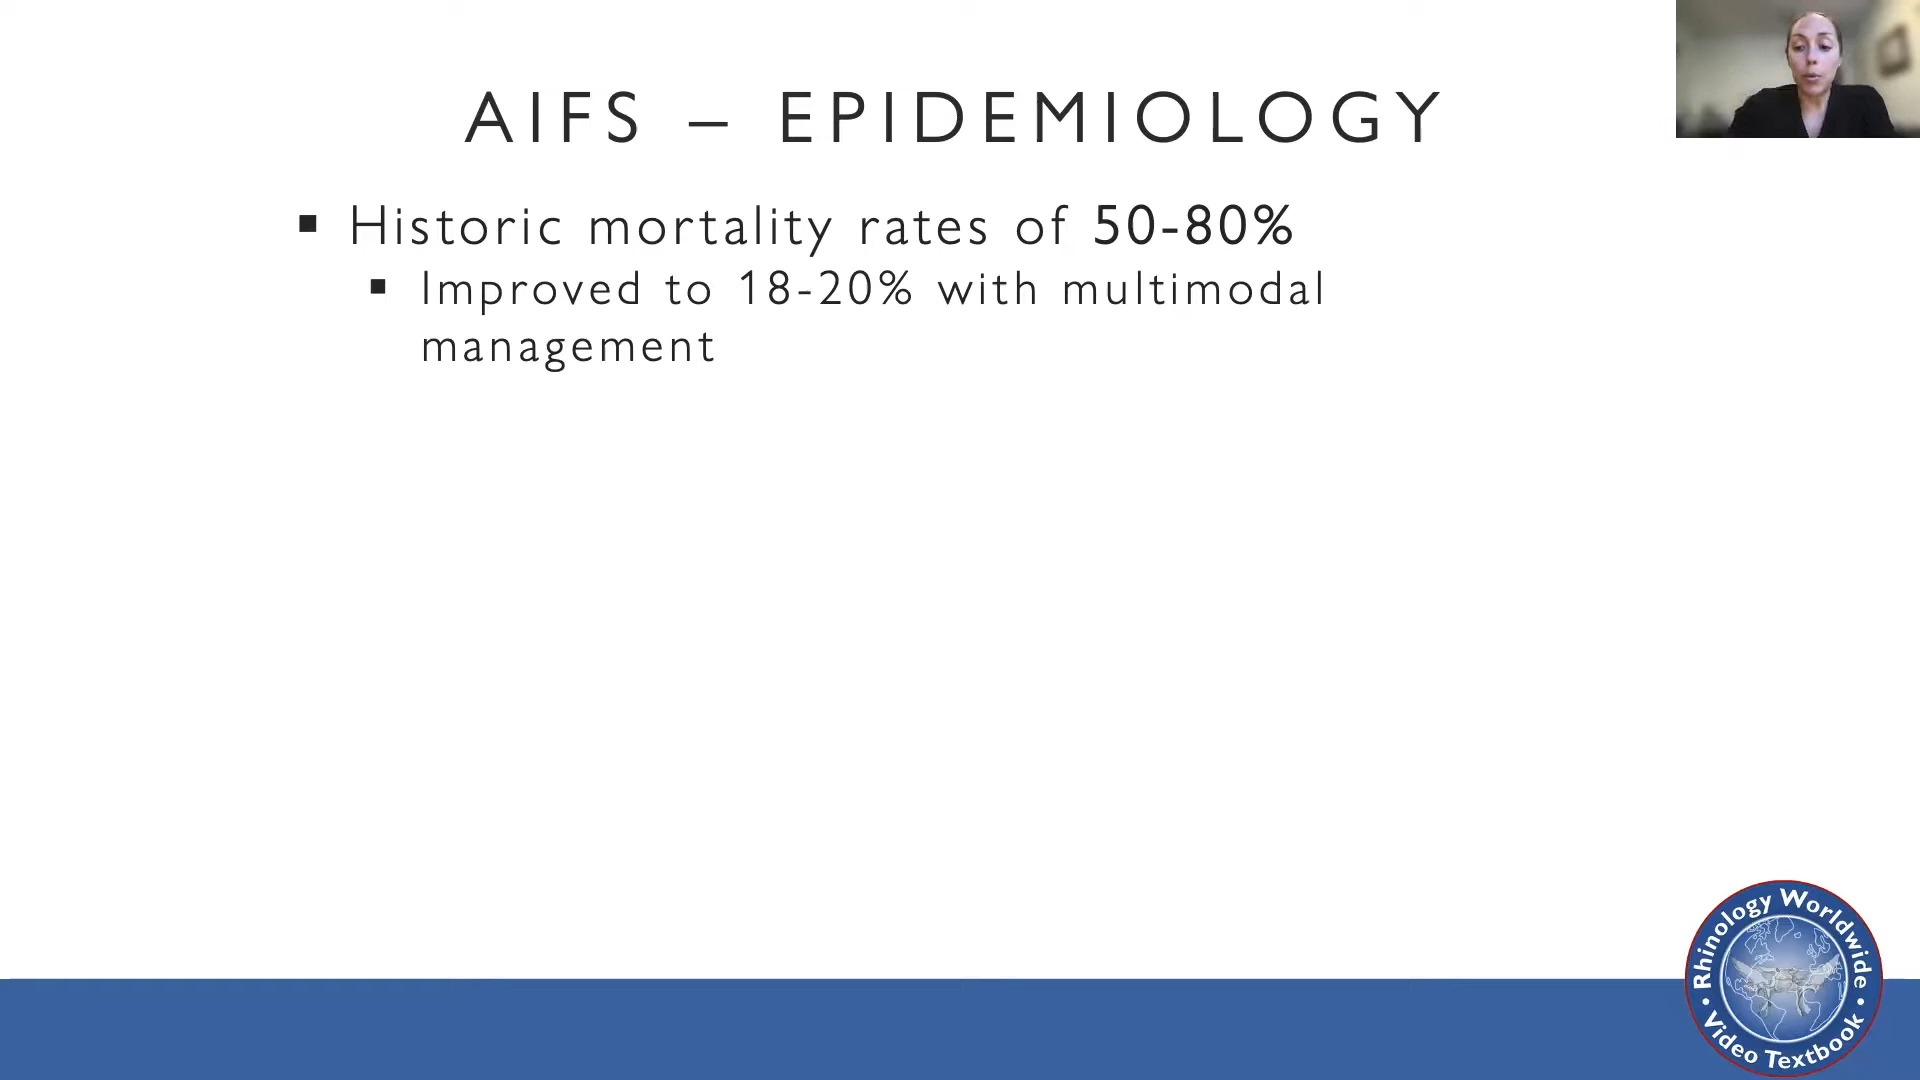 AIFS – EPIDEMIOLOGY
▪ Historic mortality rates of 50-80%
▪ Improved to 18-20% with multimodal
management
Rhinology Worldwide
• Video Textbook •